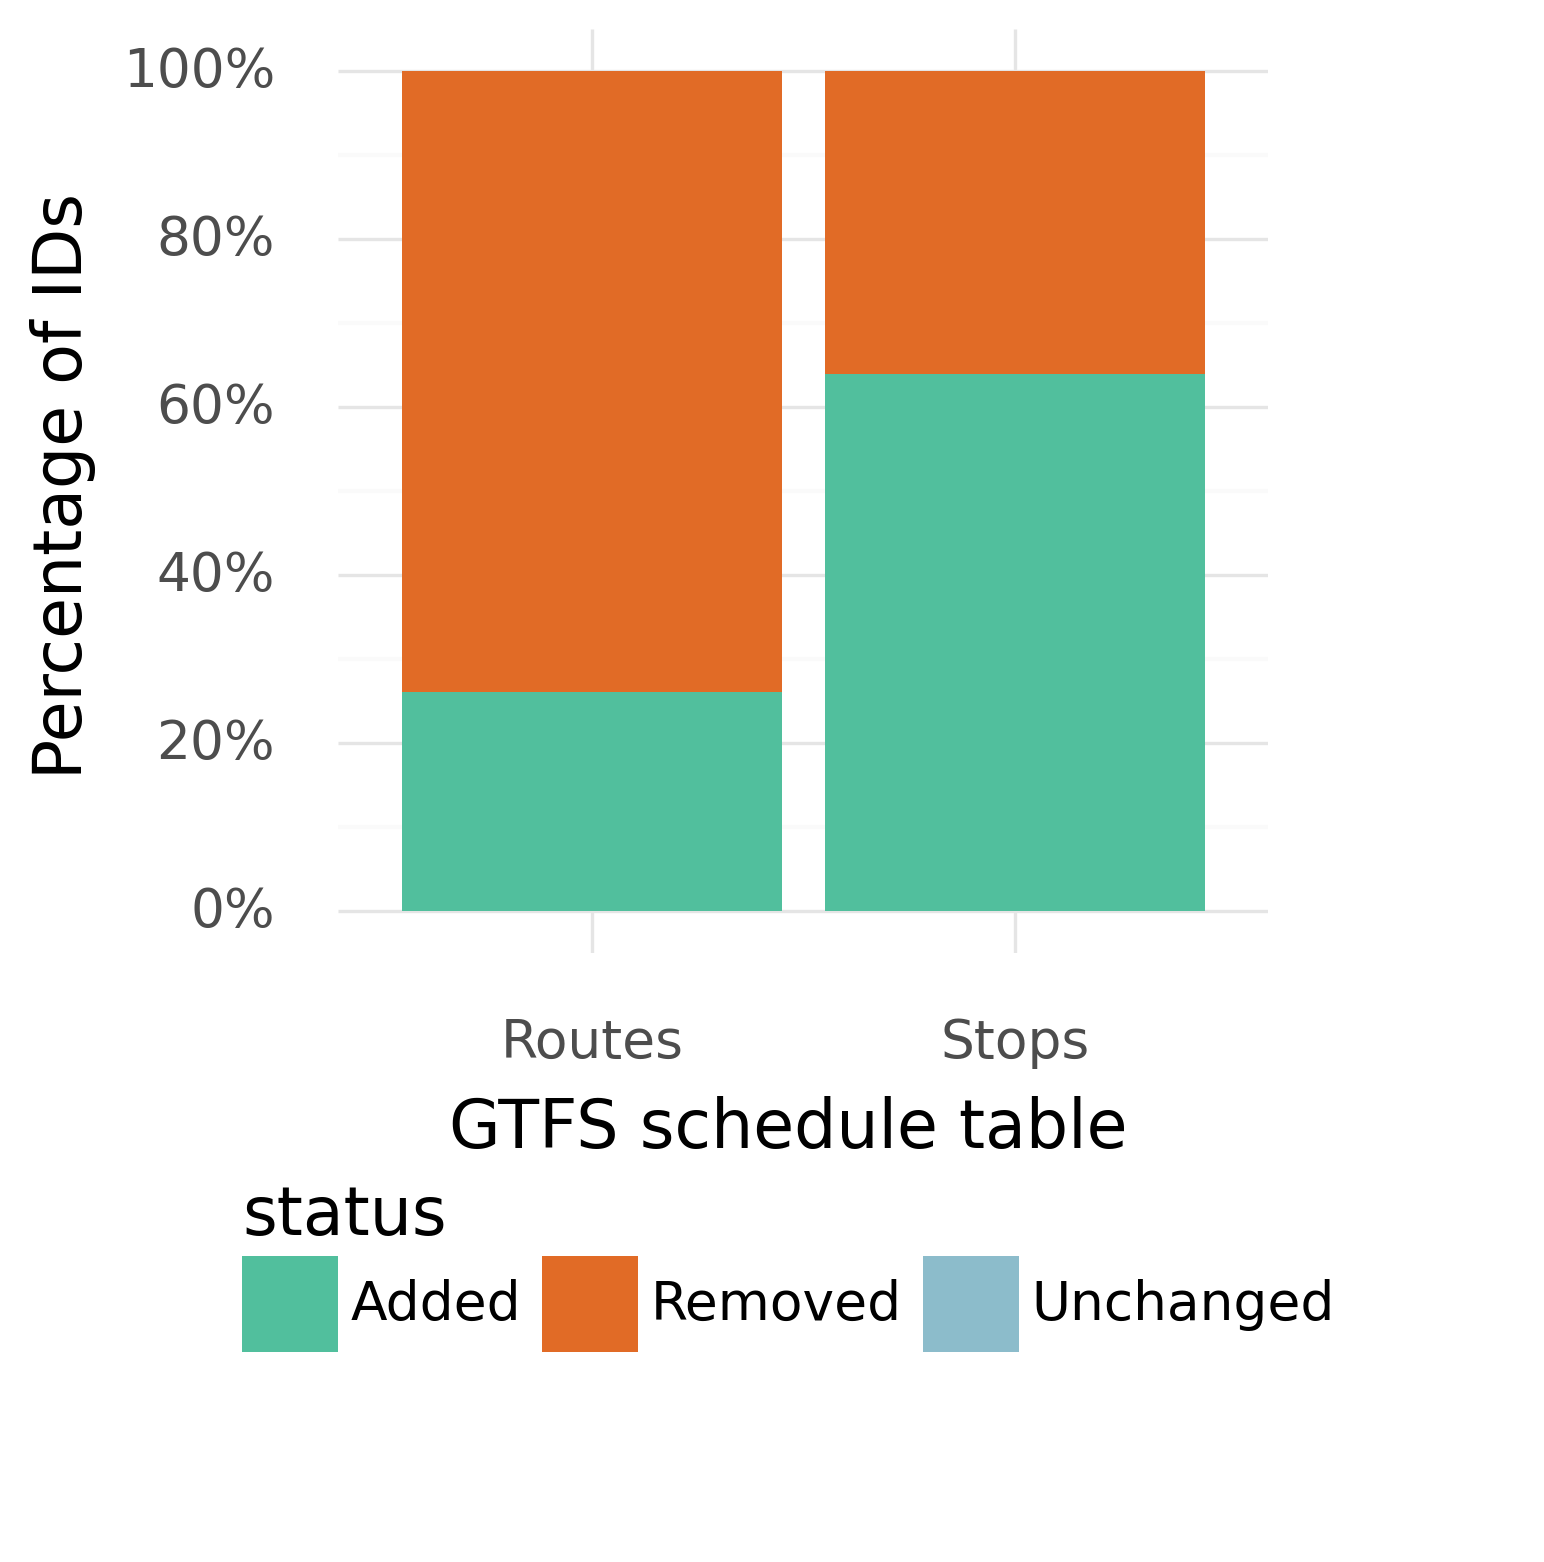 Percentage of IDs
100%
80%
60%
40%
20%
0%
Routes Stops
GTFS schedule table
status
Added Removed Unchanged